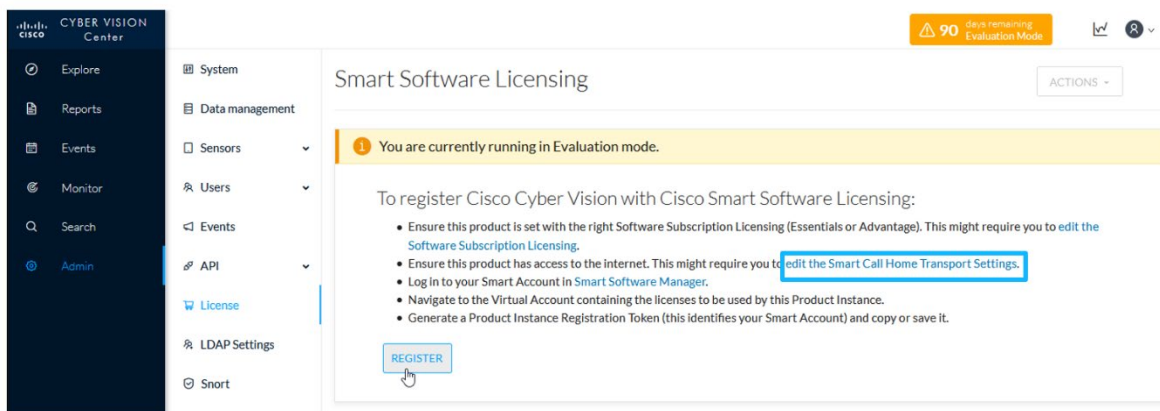 CISCO
CYBER VISION
Center
90 days remaining
Evaluation Mode
Explore
Reports
Events
Monitor
Search
Admin
System
Data management
Sensors
Users
Events
API
License
LDAP Settings
Snort
Smart Software Licensing
ACTIONS
You are currently running in Evaluation mode.
To register Cisco Cyber Vision with Cisco Smart Software Licensing:
• Ensure this product is set with the right Software Subscription Licensing (Essentials or Advantage). This might require you to edit the
Software Subscription Licensing.
• Ensure this product has access to the internet. This might require you to edit the Smart Call Home Transport Settings.
• Log in to your Smart Account in Smart Software Manager.
• Navigate to the Virtual Account containing the licenses to be used by this Product Instance.
• Generate a Product Instance Registration Token (this identifies your Smart Account) and copy or save it.
REGISTER